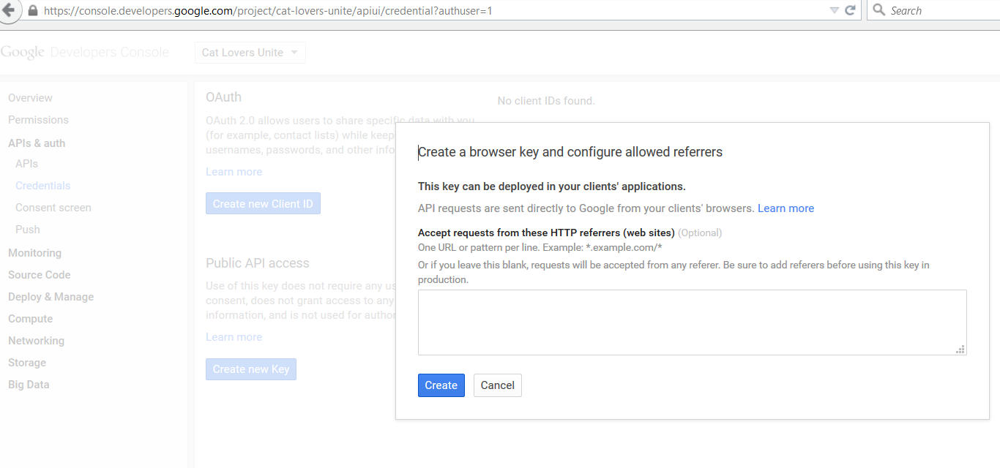 https://console.developers.google.com/project/cat-lovers-unite/apiui/credential?authuser=1
Search
Google Developers Console
Cat Lovers Unite
Overview
Permissions
APIs & auth
APIs
Credentials
Consent screen
Push
Monitoring
Source Code
Deploy & Manage
Compute
Networking
Storage
Big Data
OAuth
OAuth 2.0 allows users to share specific data with you
(for example, contact lists) while keep
usernames, passwords, and other info
Learn more
Create new Client ID
No client IDs found.
Public API access
Use of this key does not require any us
consent, does not grant access to any
information, and is not used for author
Learn more
Create new Key
Create a browser key and configure allowed referrers
This key can be deployed in your clients' applications.
API requests are sent directly to Google from your clients' browsers. Learn more
Accept requests from these HTTP referrers (web sites) (Optional)
One URL or pattern per line. Example: *.example.com/*
Or if you leave this blank, requests will be accepted from any referer. Be sure to add referers before using this key in
production.
Create
Cancel